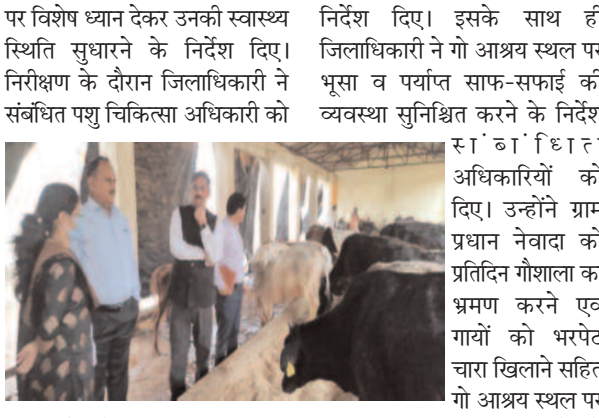 पर विशेष ध्यान देकर उनकी स्वास्थ्य
स्थिति सुधारने के निर्देश दिए।
निरीक्षण के दौरान जिलाधिकारी ने
संबंधित पशु चिकित्सा अधिकारी को
निर्देश दिए। इसके साथ ही
जिलाधिकारी ने गो आश्रय स्थल पर
भूसा व पर्याप्त साफ-सफाई की
व्यवस्था सुनिश्चित करने के निर्देश
संबंधित
अधिकारियों को
दिए। उन्होंने ग्राम
प्रधान नेवादा को
प्रतिदिन गौशाला का
भ्रमण करने एवं
गायों को भरपेट
चारा खिलाने सहित
गो आश्रय स्थल पर